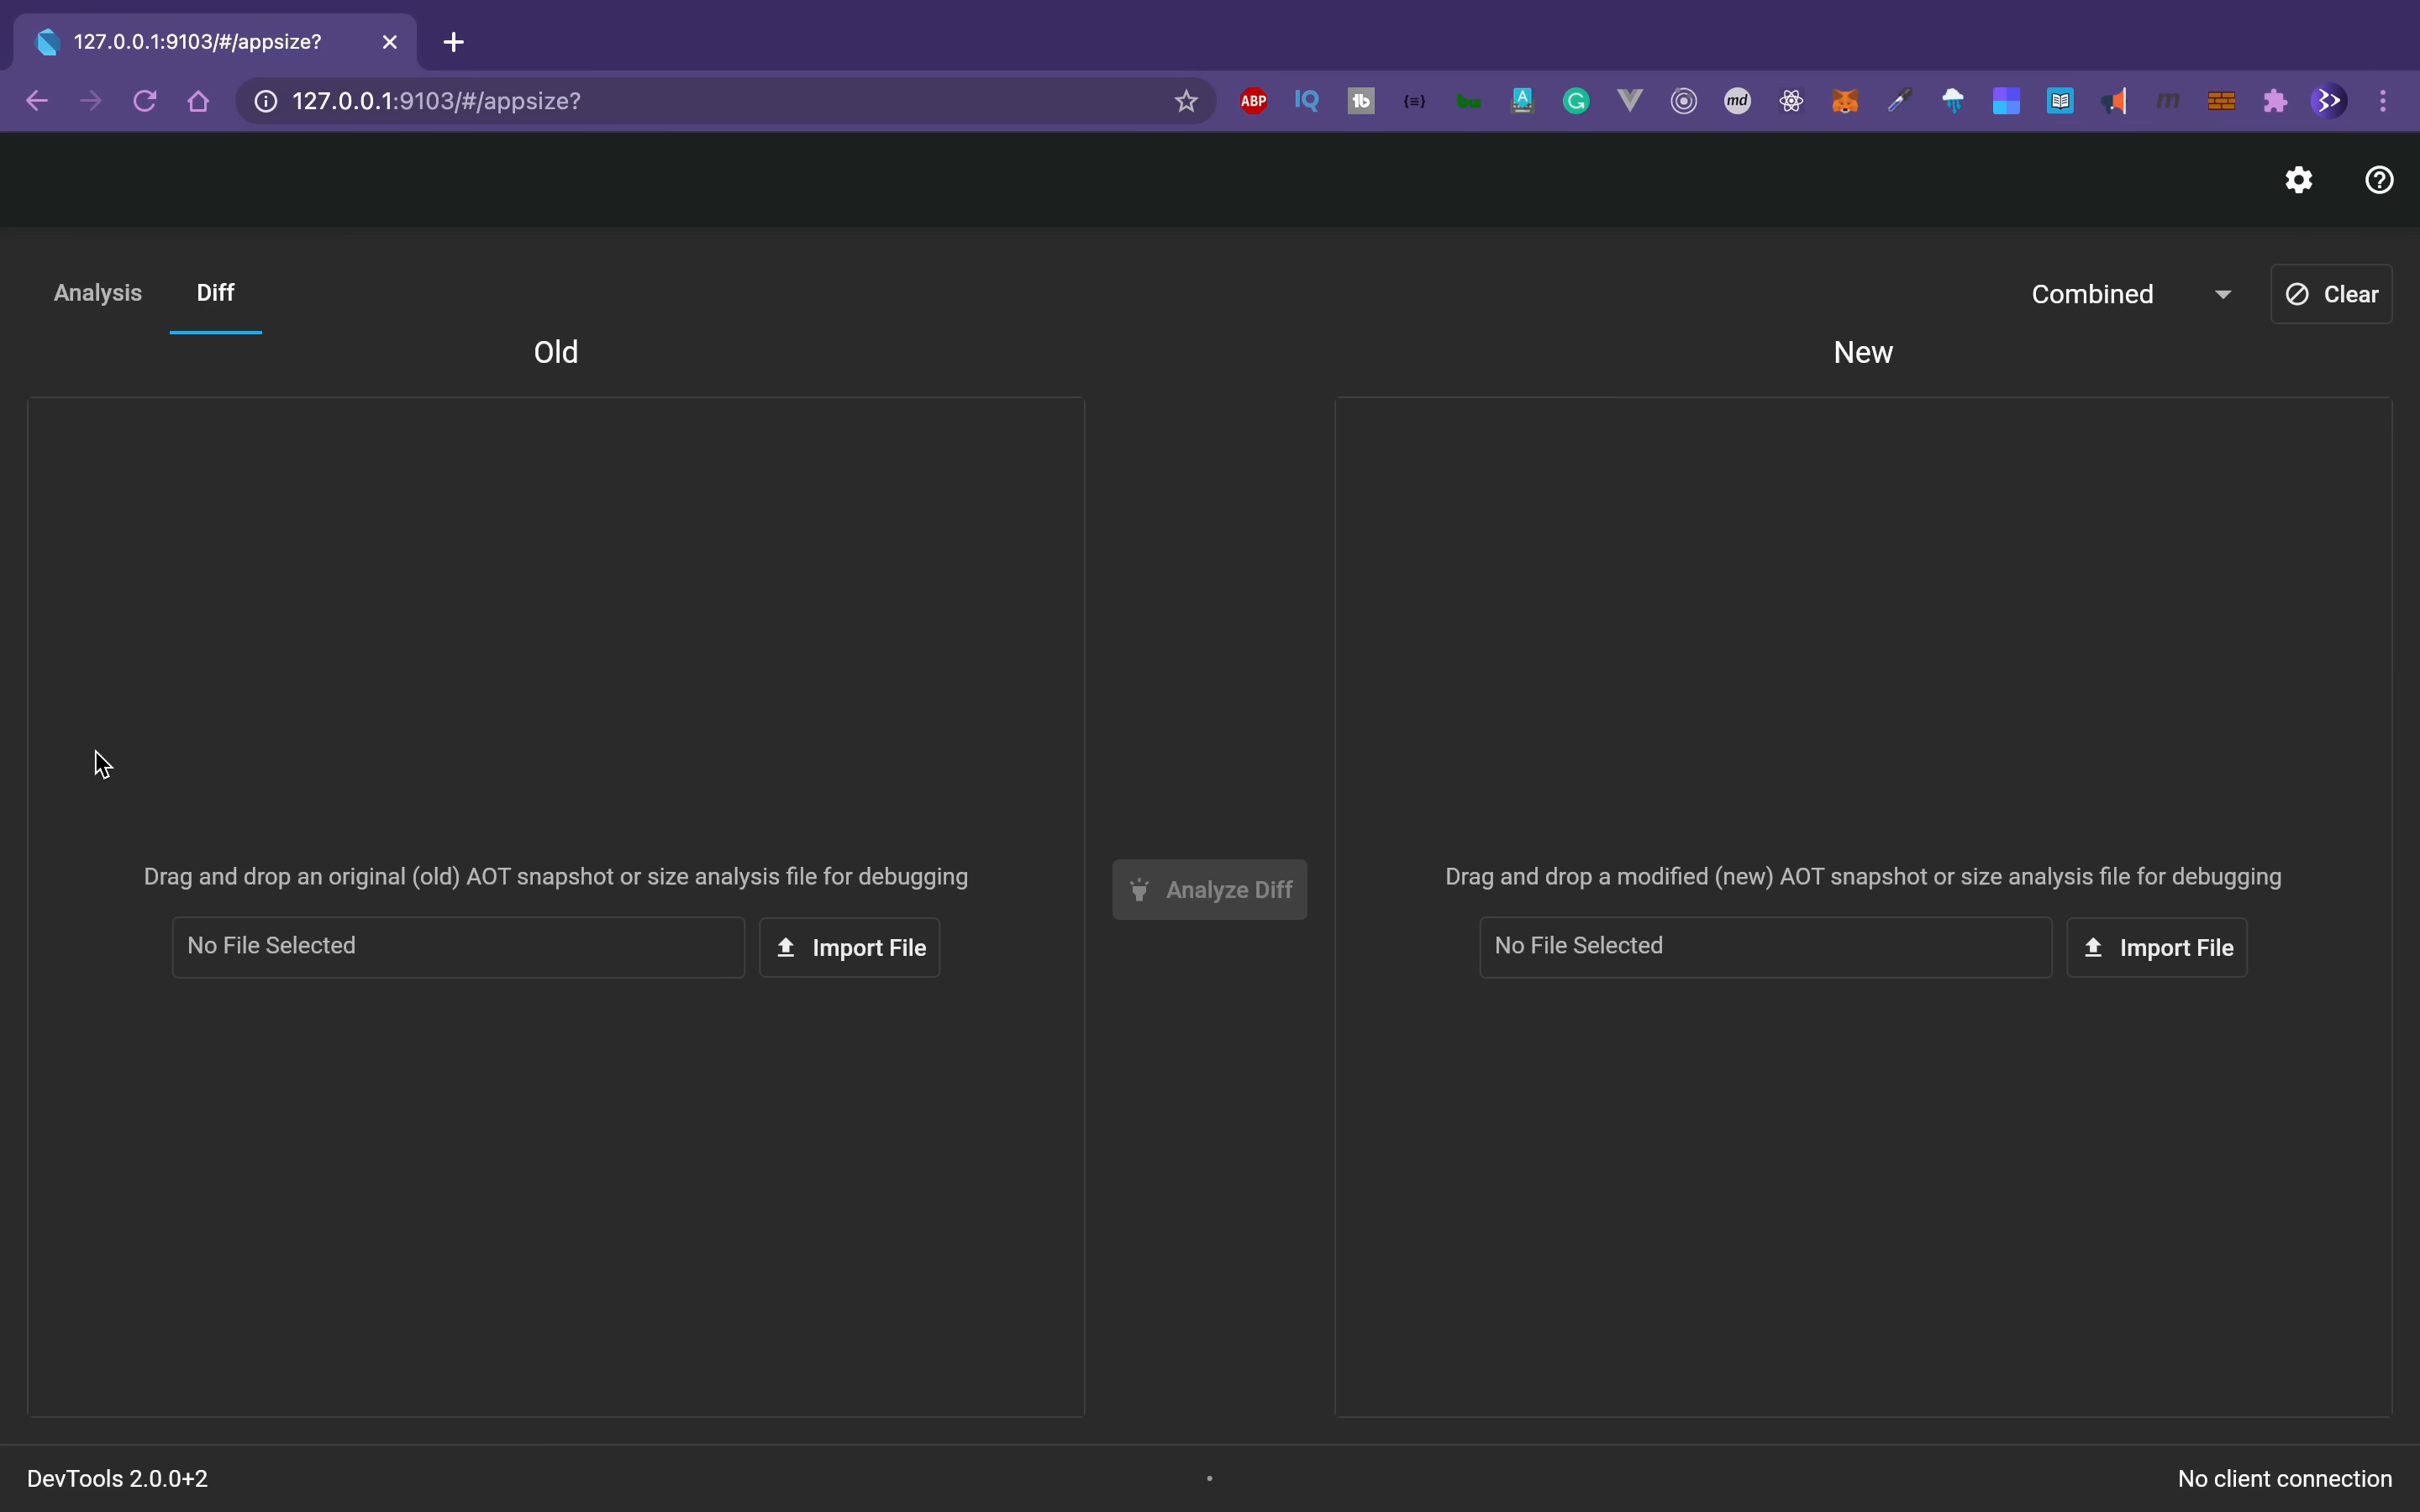 127.0.0.1:9103/#/appsize?
127.0.0.1:9103/#/appsize?
ABP
IQ
tb
{≡}
A
G
md
m
Analysis
Diff
Combined
Clear
Old
New
Drag and drop an original (old) AOT snapshot or size analysis file for debugging
No File Selected
Import File
Analyze Diff
Drag and drop a modified (new) AOT snapshot or size analysis file for debugging
No File Selected
Import File
DevTools 2.0.0+2
No client connection